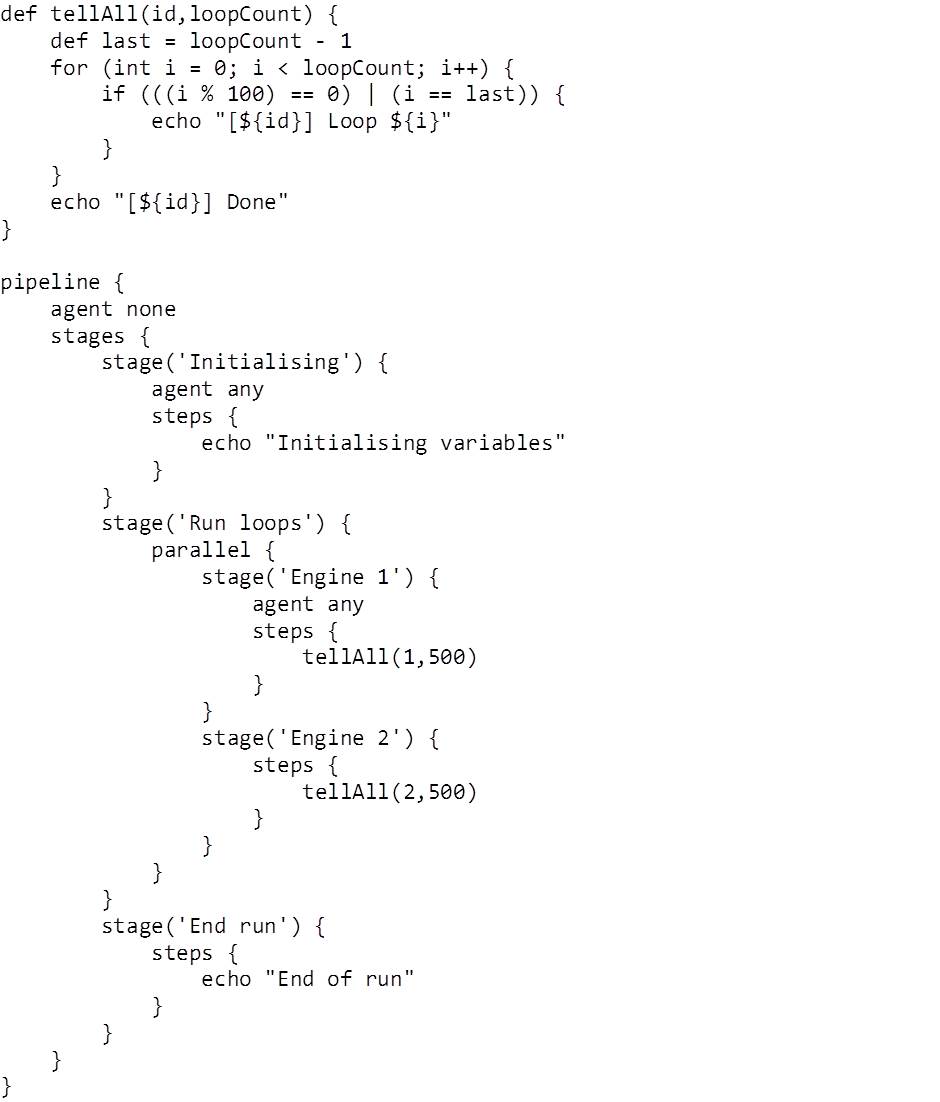 def tellAll(id,loopCount) {
    def last = loopCount - 1
    for (int i = 0; i < loopCount; i++) {
        if (((i % 100) == 0) | (i == last)) {
            echo "[${id}] Loop ${i}"
        }
    }
    echo "[${id}] Done"
}

pipeline {
    agent none
    stages {
        stage('Initialising') {
            agent any
            steps {
                echo "Initialising variables"
            }
        }
        stage('Run loops') {
            parallel {
                stage('Engine 1') {
                    agent any
                    steps {
                        tellAll(1,500)
                    }
                }
                stage('Engine 2') {
                    steps {
                        tellAll(2,500)
                    }
                }
            }
        }
        stage('End run') {
            steps {
                echo "End of run"
            }
        }
    }
}